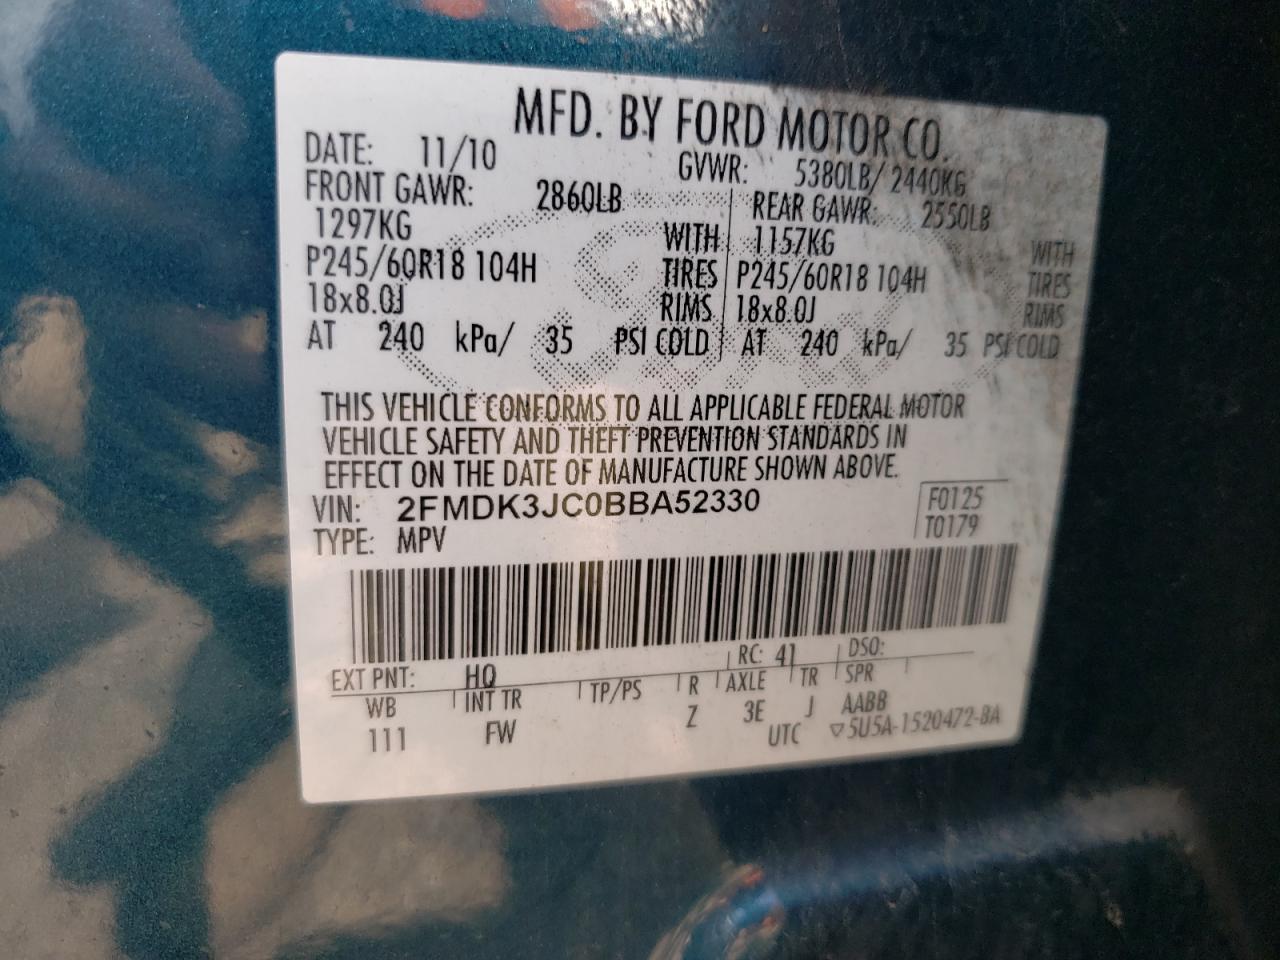 MFD. BY FORD MOTOR CO.
DATE: 11/10 GVWR: 5380LB/ 2440KG
FRONT GAWR: 2860LB REAR GAWR: 2550LB
1297KG WITH 1157KG WITH
P245/60R18 104H TIRES P245/60R18 104H TIRES
18x8.0J RIMS 18x8.0J RIMS
AT 240 kPa/ 35 PSI COLD AT 240 kPa/ 35 PSI COLD
THIS VEHICLE CONFORMS TO ALL APPLICABLE FEDERAL MOTOR
VEHICLE SAFETY AND THEFT PREVENTION STANDARDS IN
EFFECT ON THE DATE OF MANUFACTURE SHOWN ABOVE.
VIN: 2FMDK3JC0BBA52330 F0125
TYPE: MPV T0179
EXT PNT: HQ RC: 41 DSO:
WB INT TR TP/PS R AXLE TR SPR
111 FW Z 3E J AABB
UTC ▽5U5A-1520472-BA